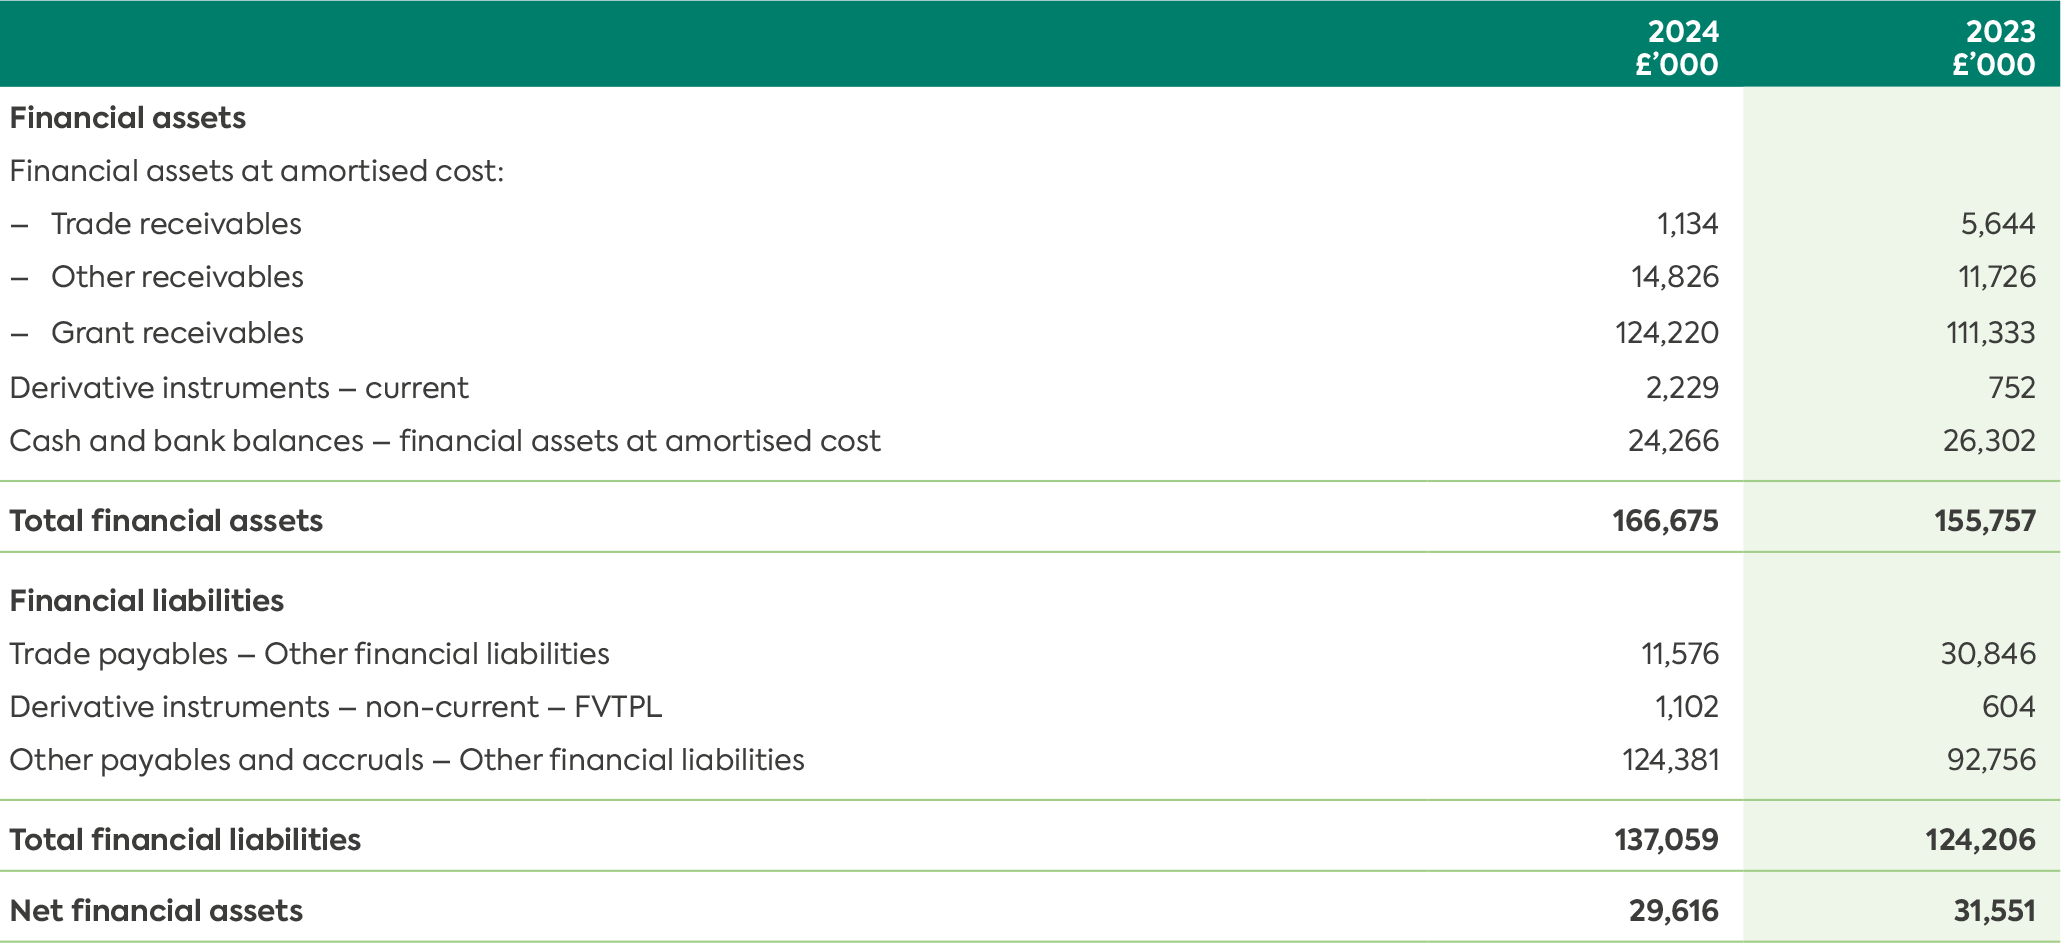 2024 2023
£’000 £’000
Financial assets
Financial assets at amortised cost:
– Trade receivables 1,134 5,644
– Other receivables 14,826 11,726
– Grant receivables 124,220 111,333
Derivative instruments – current 2,229 752
Cash and bank balances – financial assets at amortised cost 24,266 26,302
Total financial assets 166,675 155,757
Financial liabilities
Trade payables – Other financial liabilities 11,576 30,846
Derivative instruments – non-current – FVTPL 1,102 604
Other payables and accruals – Other financial liabilities 124,381 92,756
Total financial liabilities 137,059 124,206
Net financial assets 29,616 31,551